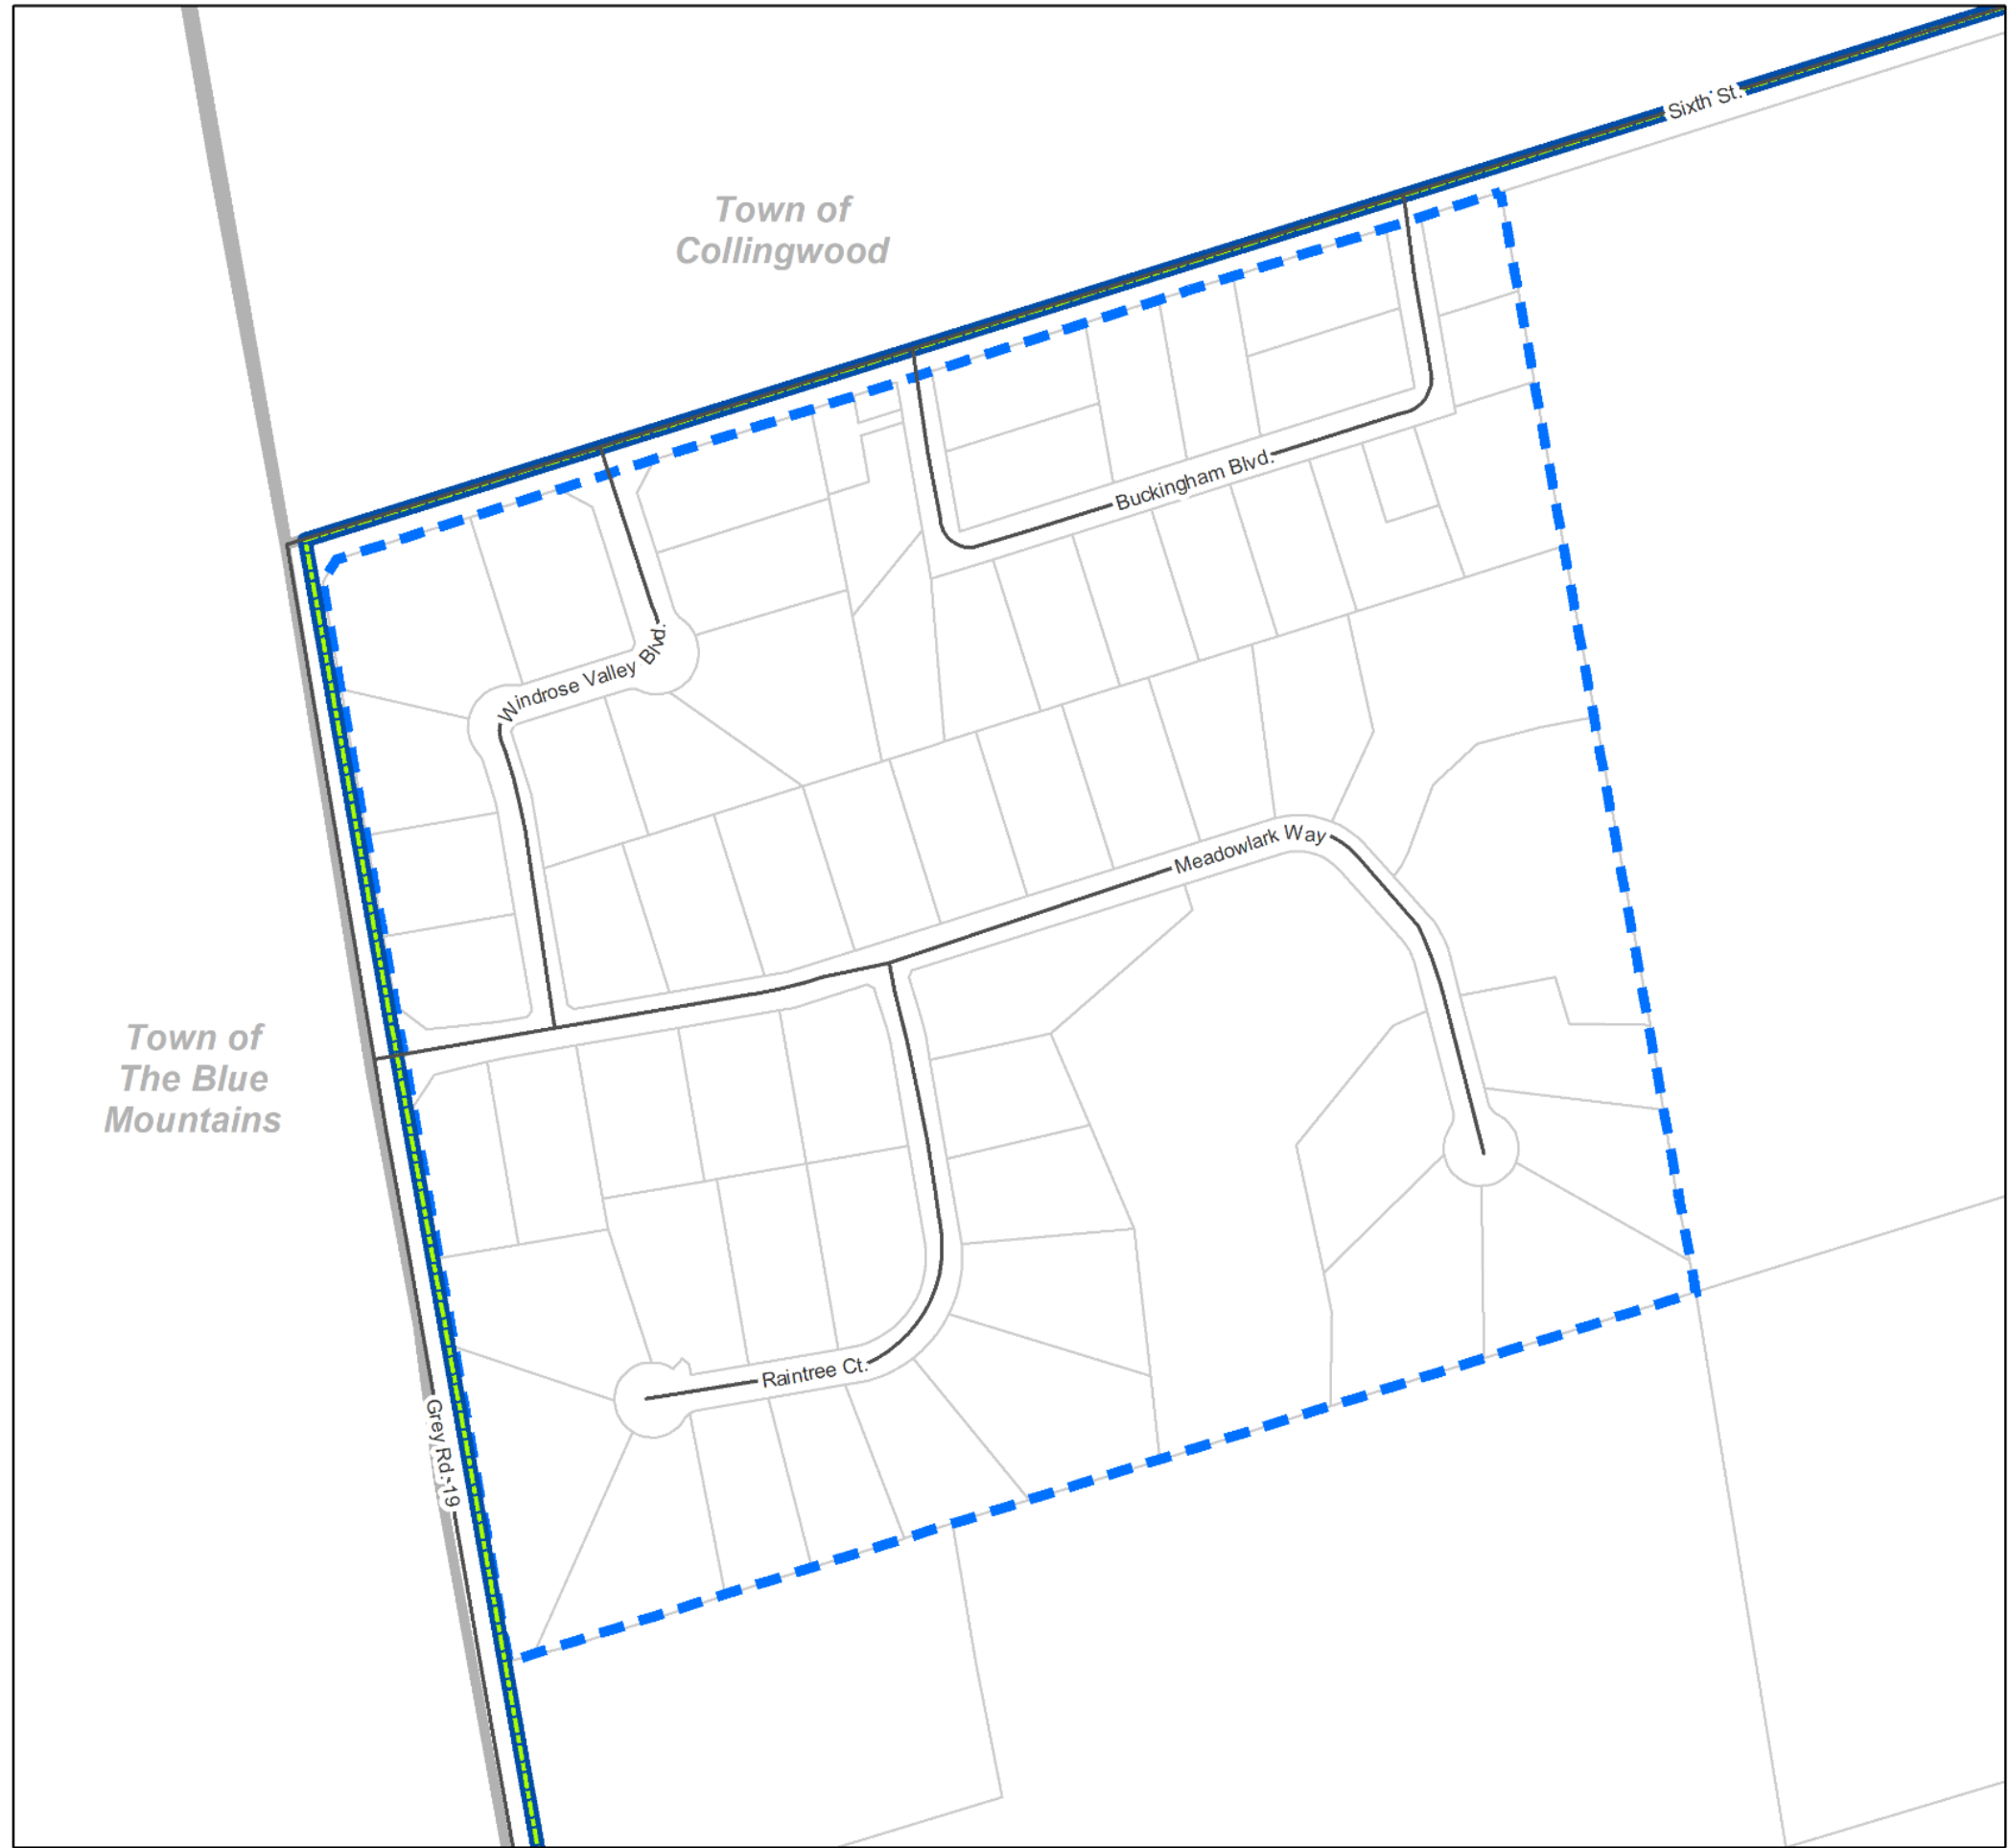 Sixth St.
Town of
Collingwood
Buckingham Blvd.
Windrose Valley Blvd.
Meadowlark Way
Town of
The Blue
Mountains
Raintree Ct.
Grey Rd. 19